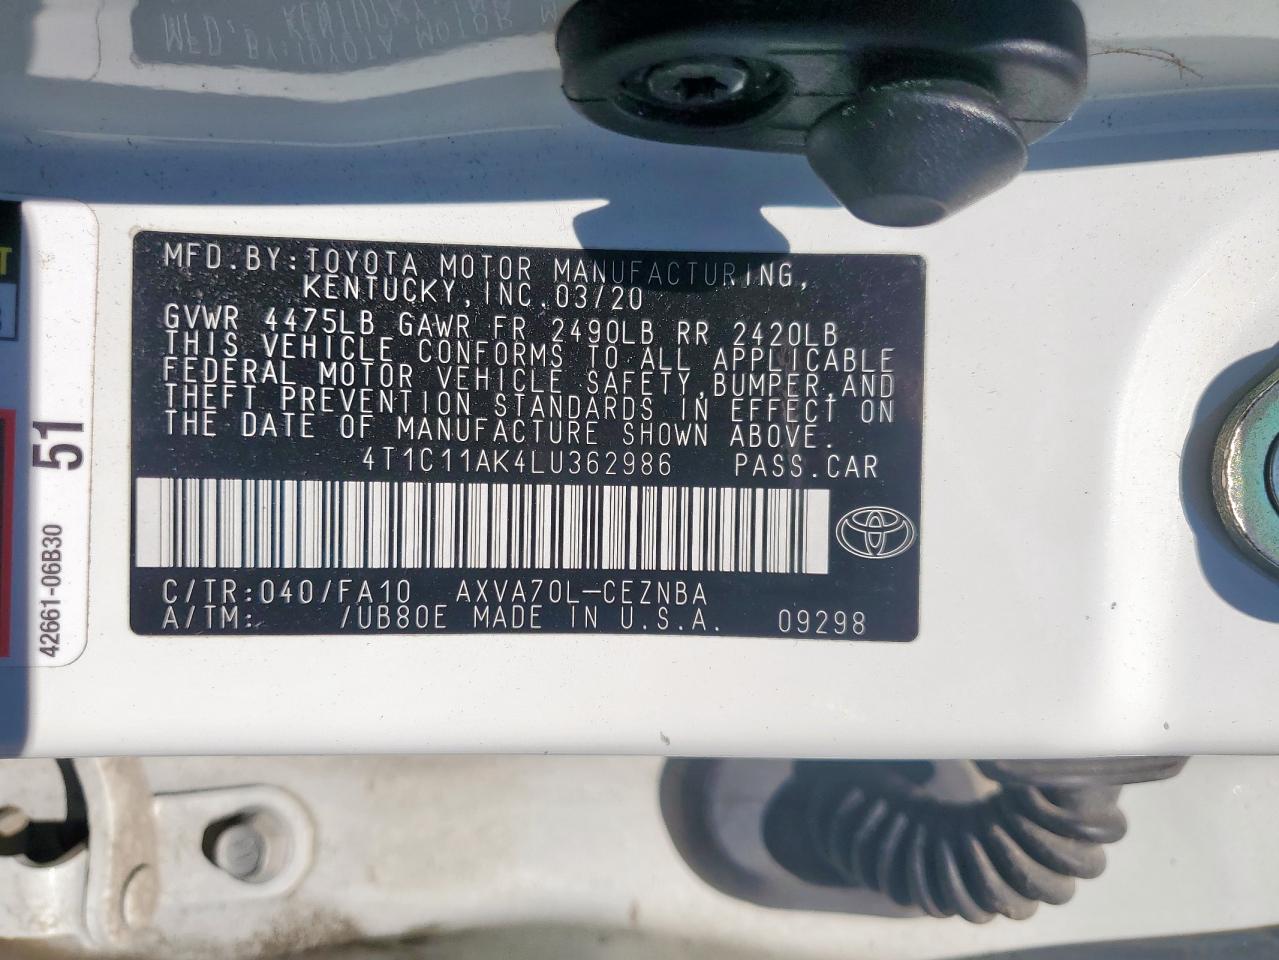 MFD.BY:TOYOTA MOTOR MANUFACTURING,
KENTUCKY, INC. 03/20
GVWR 4475LB GAWR FR 2490LB RR 2420LB
THIS VEHICLE CONFORMS TO ALL APPLICABLE
FEDERAL MOTOR VEHICLE SAFETY, BUMPER, AND
THEFT PREVENTION STANDARDS IN EFFECT ON
THE DATE OF MANUFACTURE SHOWN ABOVE.
4T1C11AK4LU362986 PASS.CAR
C/TR:040/FA10 AXVA70L-CEZNBA
A/TM: /UB80E MADE IN U.S.A. 09298
42661-06B30 51